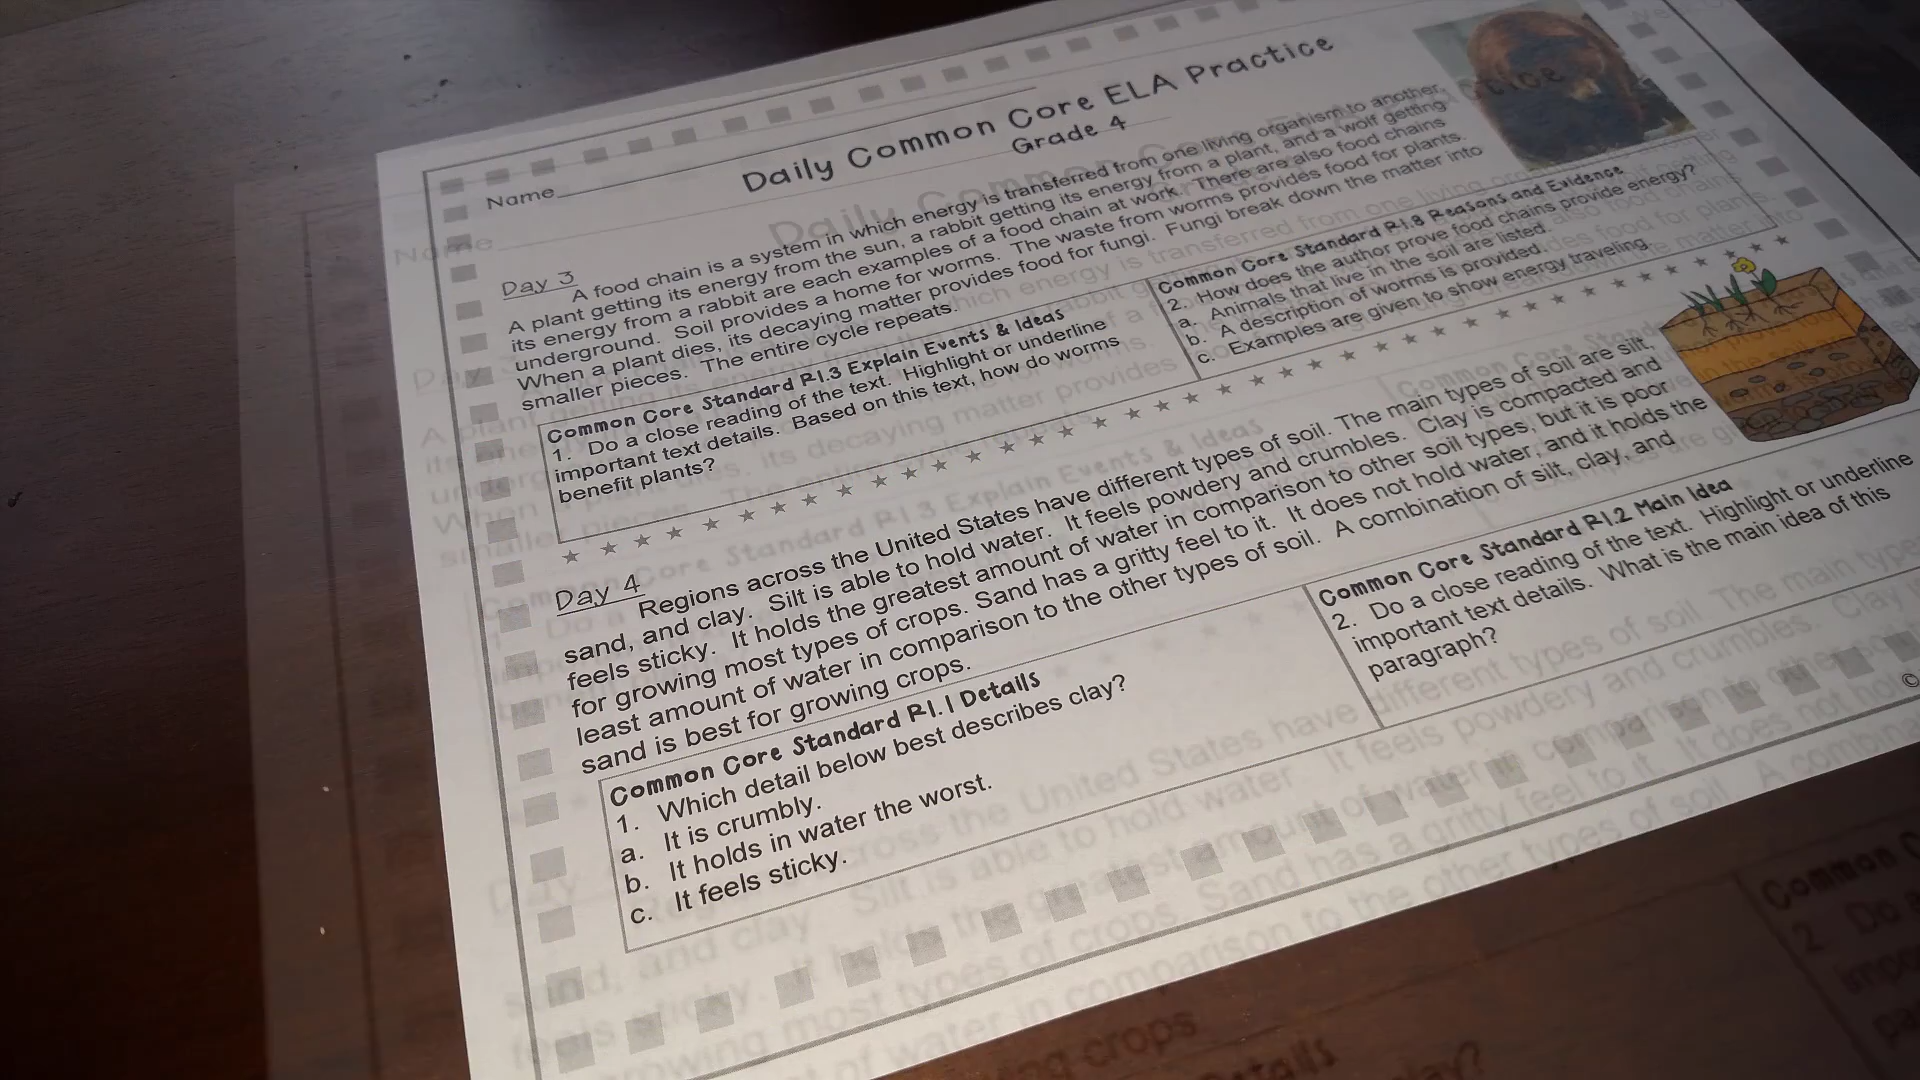 Daily Common Core ELA Practice
Grade 4
Name
Day 3
A food chain is a system in which energy is transferred from one living organism to another.
A plant getting its energy from the sun, a rabbit getting its energy from a plant, and a wolf getting
its energy from a rabbit are each examples of a food chain at work. There are also food chains
underground. Soil provides a home for worms. The waste from worms provides food for plants.
When a plant dies, its decaying matter provides food for fungi. Fungi break down the matter into
smaller pieces. The entire cycle repeats.
Common Core Standard RI.3 Explain Events & Ideas
1. Do a close reading of the text. Highlight or underline
important text details. Based on this text, how do worms
benefit plants?
Common Core Standard RI.8 Reasons and Evidence
2. How does the author prove food chains provide energy?
a. Animals that live in the soil are listed.
b. A description of worms is provided.
c. Examples are given to show energy traveling.
Day 4
Regions across the United States have different types of soil. The main types of soil are silt,
sand, and clay. Silt is able to hold water. It feels powdery and crumbles. Clay is compacted and
feels sticky. It holds the greatest amount of water in comparison to other soil types, but it is poor
for growing most types of crops. Sand has a gritty feel to it. It does not hold water, and it holds the
least amount of water in comparison to the other types of soil. A combination of silt, clay, and
sand is best for growing crops.
Common Core Standard RI.1 Details
1. Which detail below best describes clay?
a. It is crumbly.
b. It holds in water the worst.
c. It feels sticky.
Common Core Standard RI.2 Main Idea
2. Do a close reading of the text. Highlight or underline
important text details. What is the main idea of this
paragraph?
©